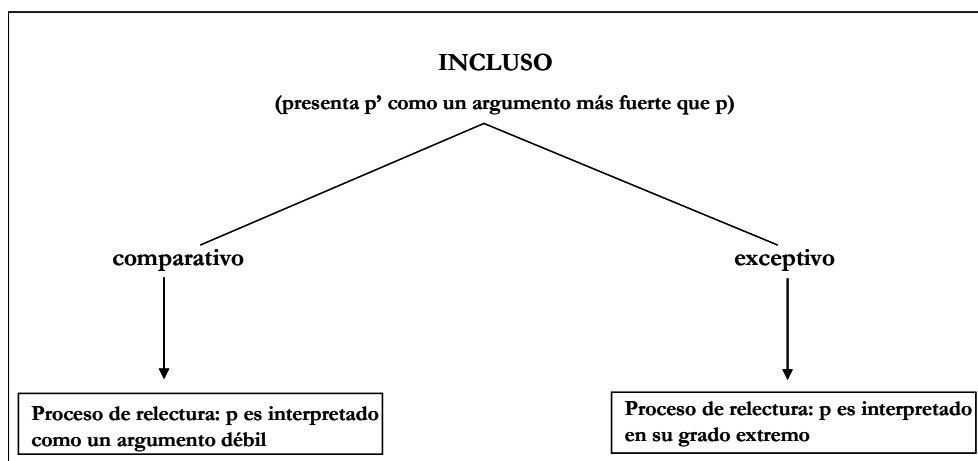 INCLUSO
(presenta p’ como un argumento más fuerte que p)
comparativo
exceptivo
Proceso de relectura: p es interpretado
como un argumento débil
Proceso de relectura: p es interpretado
en su grado extremo